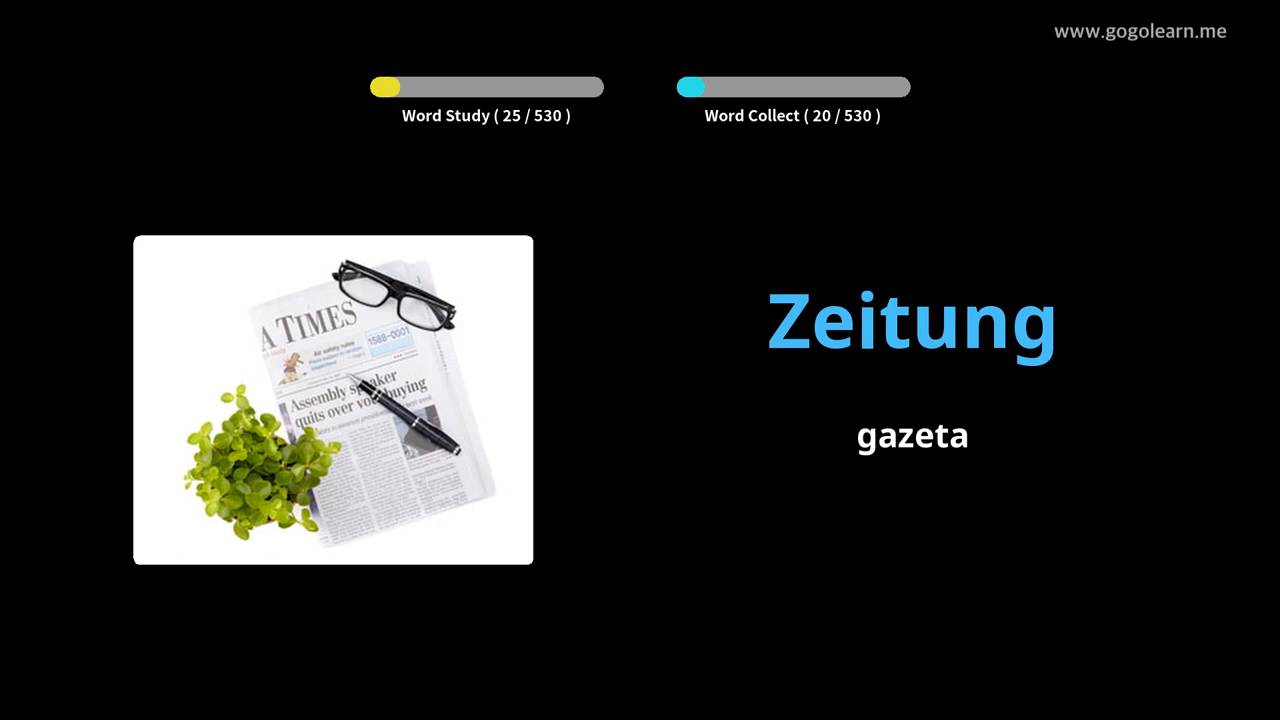 www.gogolearn.me
Word Study ( 25 / 530 )
Word Collect ( 20 / 530 )
A TIMES
1588-0001
Air safety rules
Assembly speaker
quits over vote buying
Zeitung
gazeta